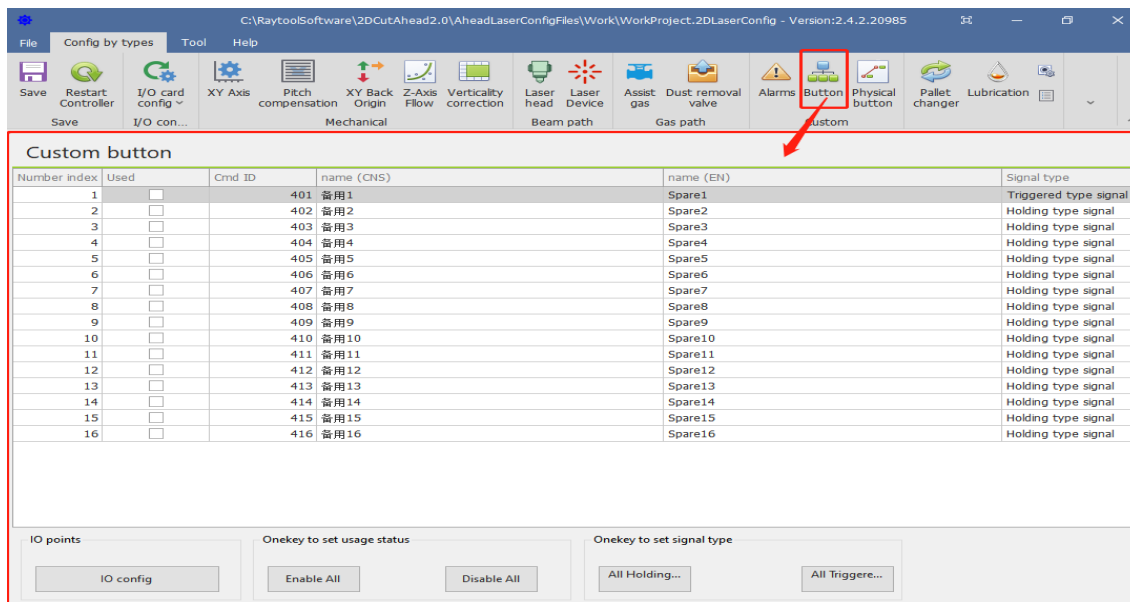 C:\RaytoolSoftware\2DCutAhead2.0\AheadLaserConfigFiles\Work\WorkProject.2DLaserConfig - Version:2.4.2.20985
File Config by types Tool Help
Save Restart Controller I/O card config XY Axis Pitch compensation XY Back Origin Z-Axis Fllow Verticality correction Laser head Laser Device Assist gas Dust removal valve Alarms Button Physical button Pallet changer Lubrication
Save I/O con... Mechanical Beam path Gas path Custom
Custom button
Number index Used Cmd ID name (CNS) name (EN) Signal type
1 401 备用1 Spare1 Triggered type signal
2 402 备用2 Spare2 Holding type signal
3 403 备用3 Spare3 Holding type signal
4 404 备用4 Spare4 Holding type signal
5 405 备用5 Spare5 Holding type signal
6 406 备用6 Spare6 Holding type signal
7 407 备用7 Spare7 Holding type signal
8 408 备用8 Spare8 Holding type signal
9 409 备用9 Spare9 Holding type signal
10 410 备用10 Spare10 Holding type signal
11 411 备用11 Spare11 Holding type signal
12 412 备用12 Spare12 Holding type signal
13 413 备用13 Spare13 Holding type signal
14 414 备用14 Spare14 Holding type signal
15 415 备用15 Spare15 Holding type signal
16 416 备用16 Spare16 Holding type signal
IO points Onekey to set usage status Onekey to set signal type
IO config Enable All Disable All All Holding... All Triggere...